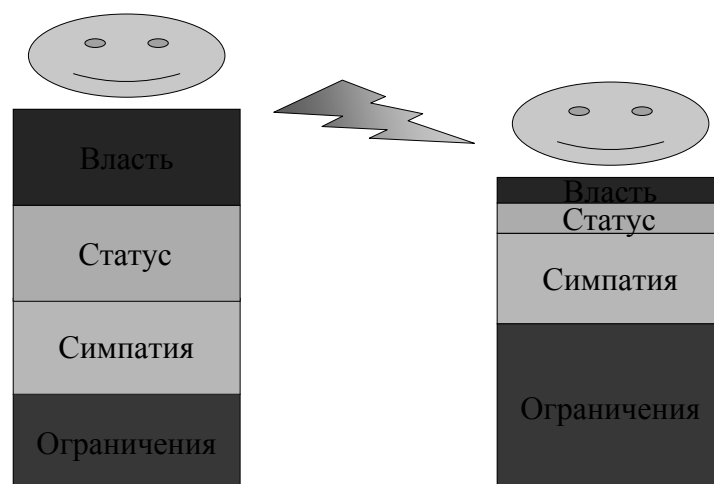 Власть
Статус
Симпатия
Ограничения
Власть
Статус
Симпатия
Ограничения